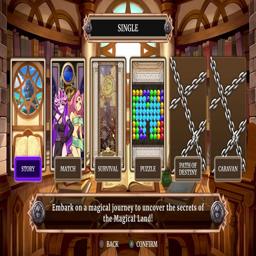 SINGLE
STORY
MATCH
SURVIVAL
PUZZLE
PATH OF
DESTINY
CARAVAN
Embark on a magical journey to uncover the secrets of
the Magical Land!
BACK
CONFIRM